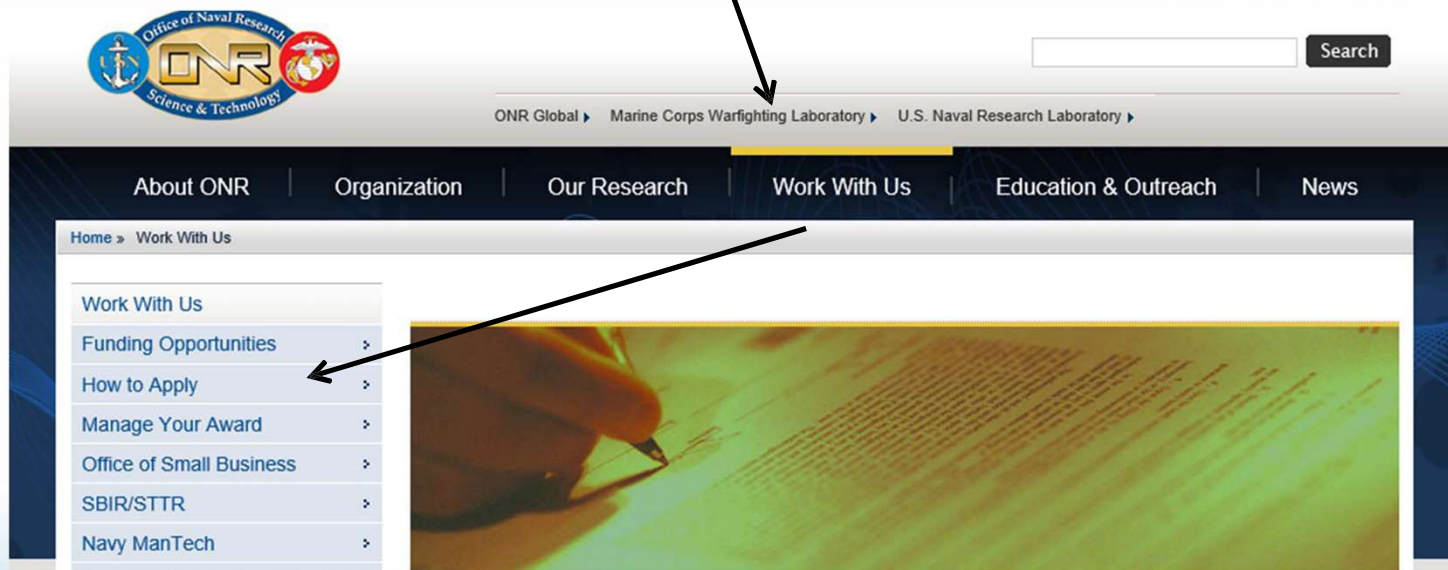 Office of Naval Research
ONR
Science & Technology
Search
ONR Global Marine Corps Warfighting Laboratory U.S. Naval Research Laboratory
About ONR Organization Our Research Work With Us Education & Outreach News
Home » Work With Us
Work With Us
Funding Opportunities
How to Apply
Manage Your Award
Office of Small Business
SBIR/STTR
Navy ManTech